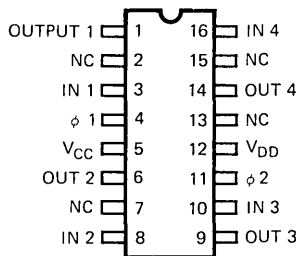 OUTPUT 1 1 16 IN 4
NC 2 15 NC
IN 1 3 14 OUT 4
ϕ 1 4 13 NC
VCC 5 12 VDD
OUT 2 6 11 ϕ 2
NC 7 10 IN 3
IN 2 8 9 OUT 3